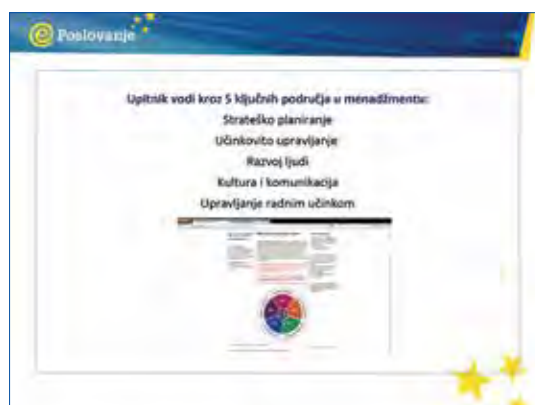 e Poslovanje
Upitnik vodi kroz 5 ključnih područja u menadžmentu:
Strateško planiranje
Učinkovito upravljanje
Razvoj ljudi
Kultura i komunikacija
Upravljanje radnim učinkom